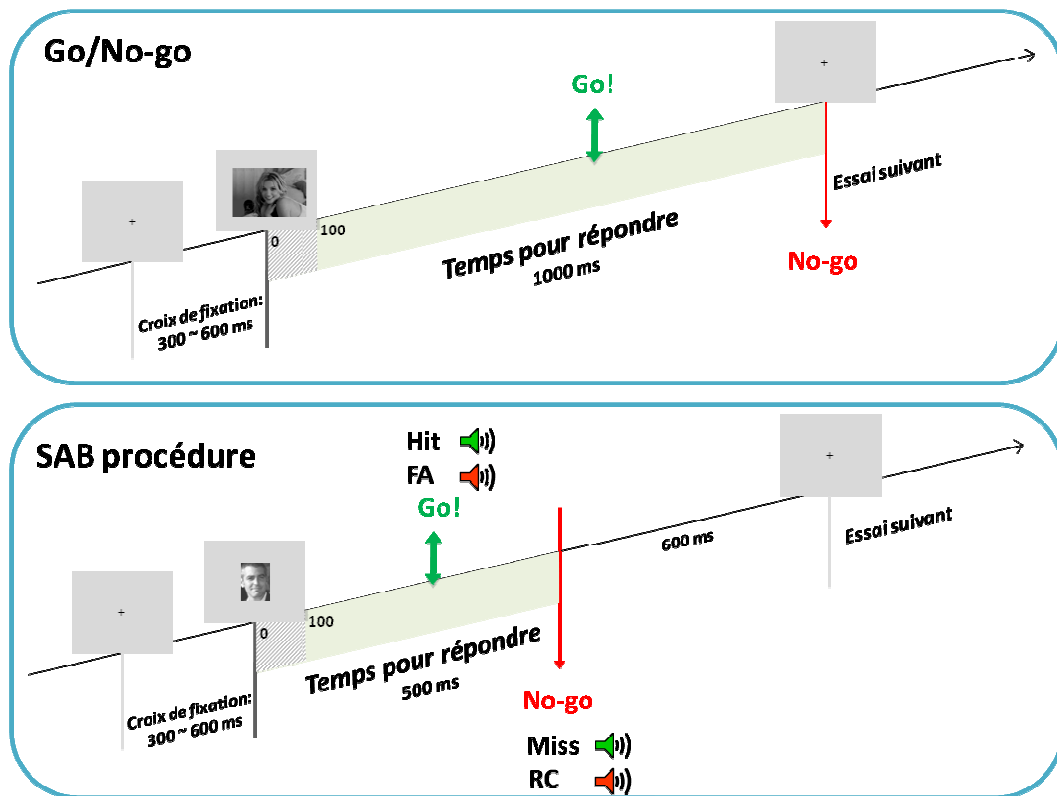 Go/No-go
Go!
+
+
0
100
Croix de fixation:
300 ~ 600 ms
Temps pour répondre
1000 ms
Essai suivant
No-go
SAB procédure
Hit
FA
Go!
+
+
0
100
Croix de fixation:
300 ~ 600 ms
Temps pour répondre
500 ms
600 ms
Essai suivant
No-go
Miss
RC